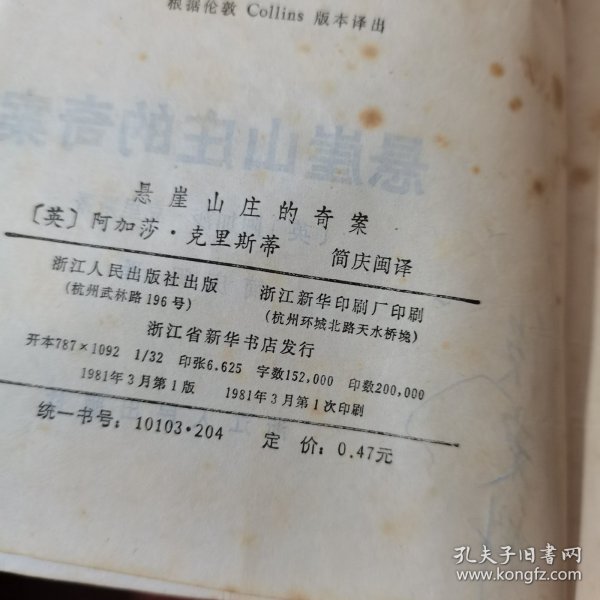 根据伦敦 Collins 版本译出
悬崖山庄的奇案
悬崖山庄的奇案
〔英〕阿加莎·克里斯蒂 简庆闽译
浙江人民出版社出版 浙江新华印刷厂印刷
(杭州武林路196号) (杭州环城北路天水桥堍)
浙江省新华书店发行
开本787×1092 1/32 印张6.625 字数152,000 印数200,000
1981年3月第1版 1981年3月第1次印刷
统一书号：10103·204 定 价：0.47元
孔夫子旧书网
www.kongfz.com